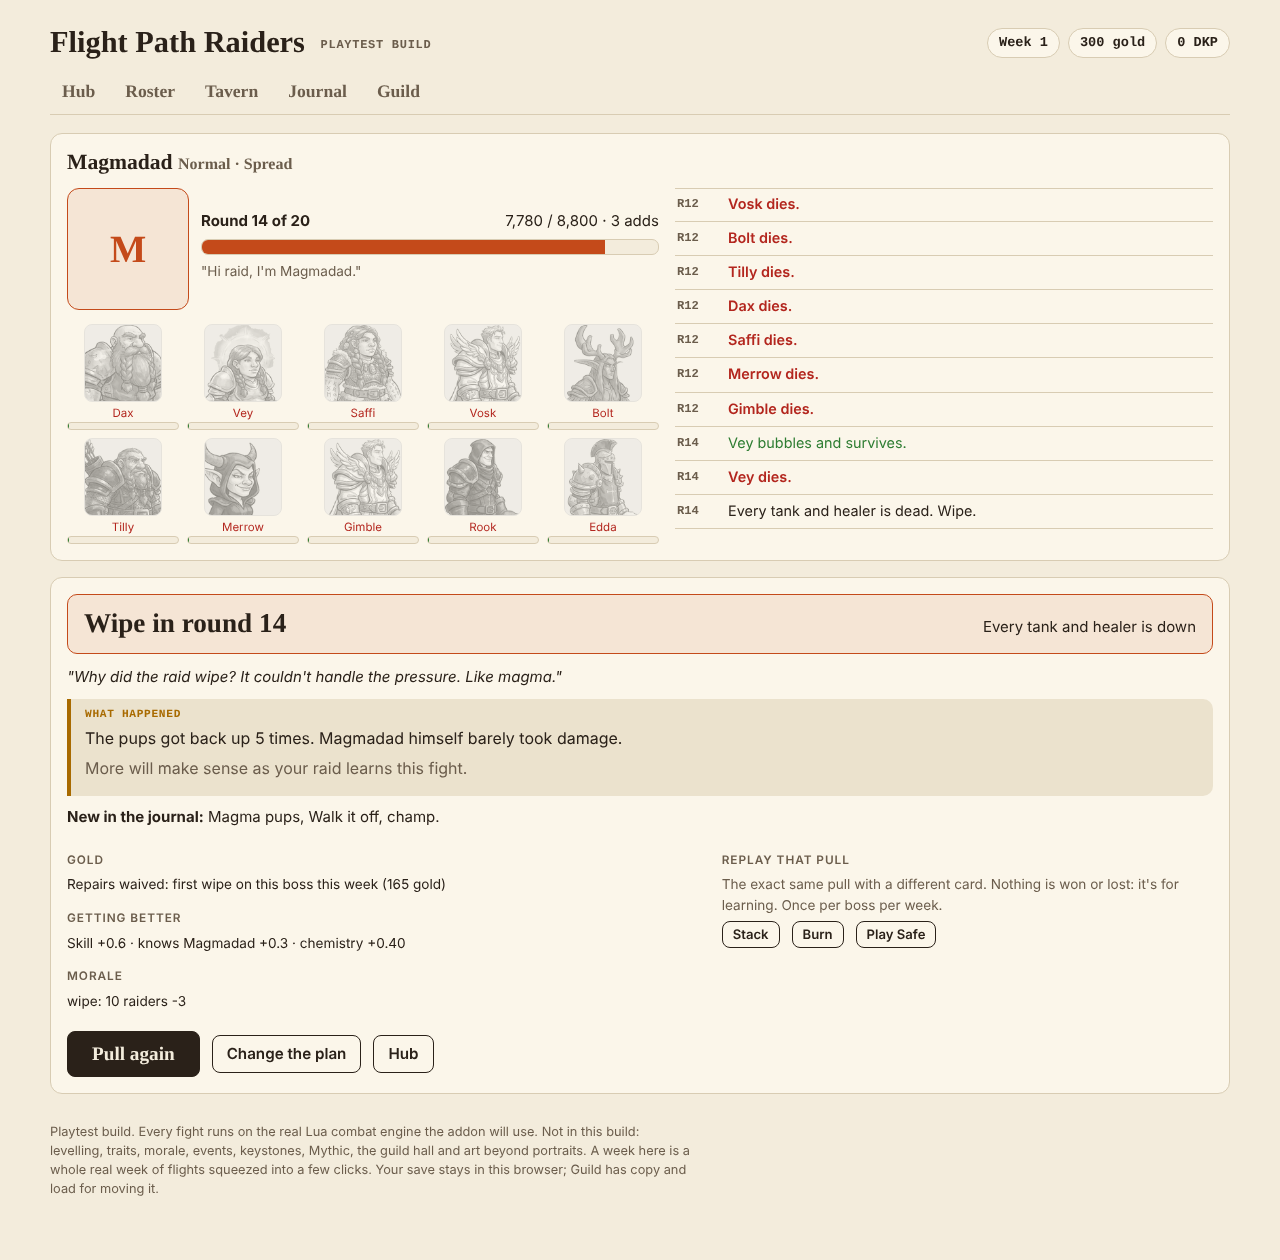 Flight Path Raiders PLAYTEST BUILD
Week 1 300 gold 0 DKP
Hub Roster Tavern Journal Guild
Magmadad Normal · Spread
M
Round 14 of 20 7,780 / 8,800 · 3 adds
"Hi raid, I'm Magmadad."
Dax Vey Saffi Vosk Bolt
Tilly Merrow Gimble Rook Edda
R12 Vosk dies.
R12 Bolt dies.
R12 Tilly dies.
R12 Dax dies.
R12 Saffi dies.
R12 Merrow dies.
R12 Gimble dies.
R14 Vey bubbles and survives.
R14 Vey dies.
R14 Every tank and healer is dead. Wipe.
Wipe in round 14 Every tank and healer is down
"Why did the raid wipe? It couldn't handle the pressure. Like magma."
WHAT HAPPENED
The pups got back up 5 times. Magmadad himself barely took damage.
More will make sense as your raid learns this fight.
New in the journal: Magma pups, Walk it off, champ.
GOLD
Repairs waived: first wipe on this boss this week (165 gold)
GETTING BETTER
Skill +0.6 · knows Magmadad +0.3 · chemistry +0.40
MORALE
wipe: 10 raiders -3
REPLAY THAT PULL
The exact same pull with a different card. Nothing is won or lost: it's for
learning. Once per boss per week.
Stack Burn Play Safe
Pull again Change the plan Hub
Playtest build. Every fight runs on the real Lua combat engine the addon will use. Not in this build:
levelling, traits, morale, events, keystones, Mythic, the guild hall and art beyond portraits. A week here is a
whole real week of flights squeezed into a few clicks. Your save stays in this browser; Guild has copy and
load for moving it.